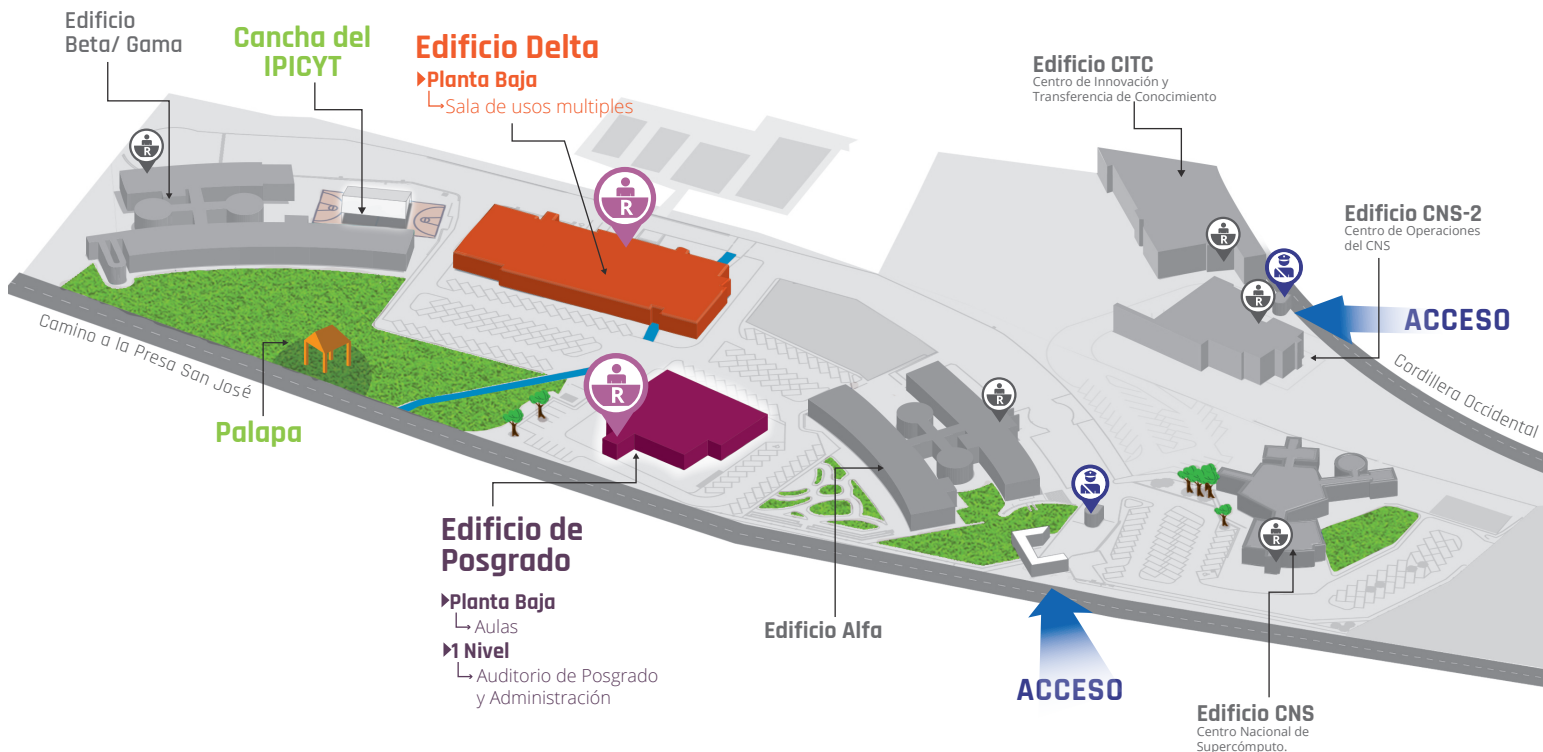 Edificio
Beta/ Gama
Cancha del
IPICYT
Edificio Delta
Planta Baja
Sala de usos multiples
Edificio CITC
Centro de Innovación y
Transferencia de Conocimiento
Edificio CNS-2
Centro de Operaciones
del CNS
R
R
R
R
ACCESO
Camino a la Presa San José
Cordillera Occidental
Palapa
R
R
R
Edificio de
Posgrado
Planta Baja
Aulas
1 Nivel
Auditorio de Posgrado
y Administración
Edificio Alfa
ACCESO
Edificio CNS
Centro Nacional de
Supercómputo.